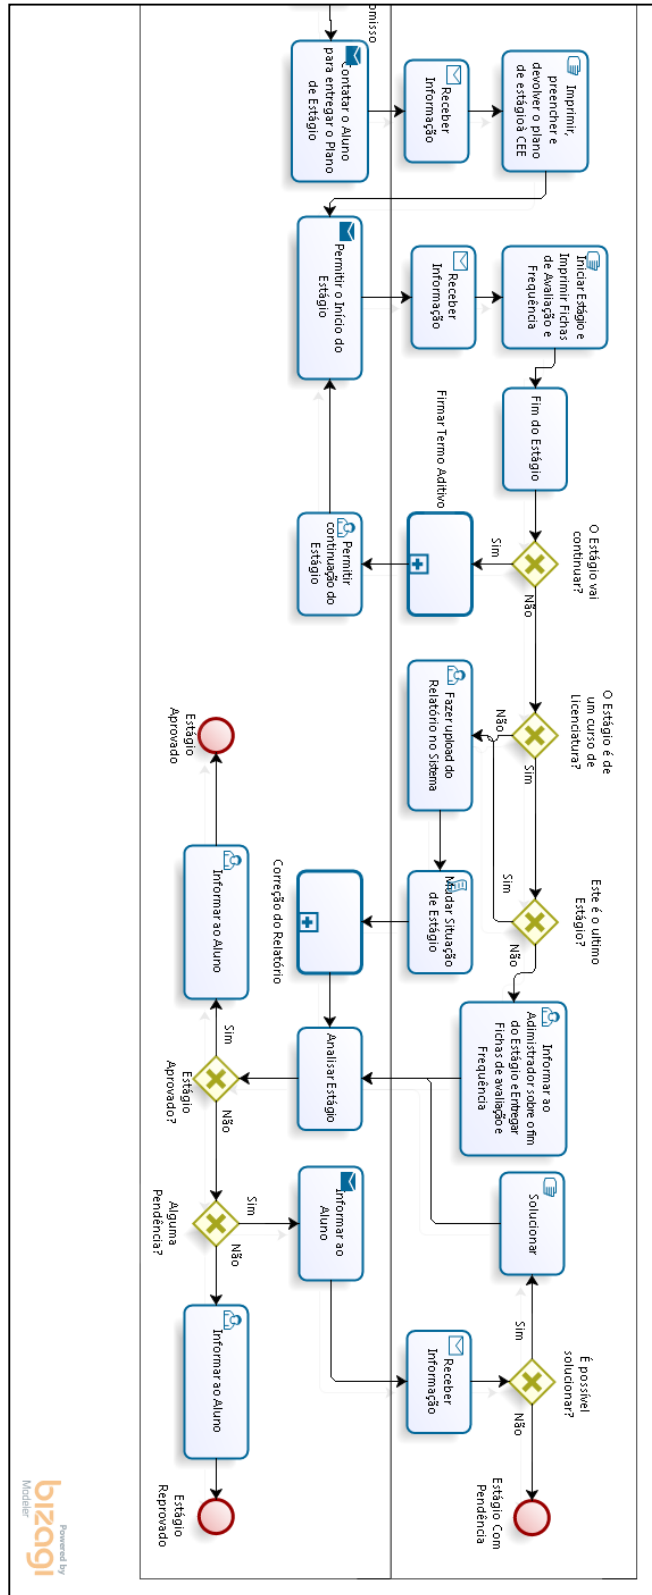 omisso
Contatar o Aluno
para entregar o Plano
de Estágio
Receber
Informação
Imprimir,
preencher e
devolver o plano
de estágioà CEE
Permitir o Início do
Estágio
Receber
Informação
Iniciar Estágio e
Imprimir Fichas
de Avaliação e
Frequência
Fim do Estágio
O Estágio vai
continuar?
Sim
Não
Firmar Termo Aditivo
Permitir
continuação do
Estágio
O Estágio é de
um curso de
Licenciatura?
Não
Sim
Fazer upload do
Relatório no Sistema
Este é o ultimo
Estágio?
Sim
Não
Mudar Situação
de Estágio
Correção do Relatório
Informar ao
Adimistrador sobre o fim
do Estágio e Entregar
Fichas de avaliação e
Frequência
Analisar Estágio
Estágio
Aprovado?
Sim
Não
Informar ao Aluno
Estágio
Aprovado
Alguma
Pendência?
Sim
Não
Informar ao
Aluno
Receber
Informação
É possível
solucionar?
Sim
Não
Solucionar
Estágio Com
Pendência
Informar ao Aluno
Estágio
Reprovado
Powered by
bizagi
Modeler